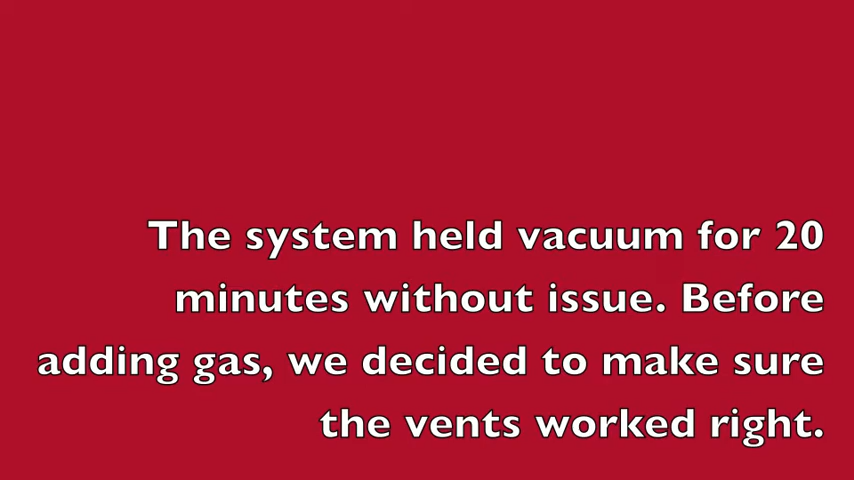 The system held vacuum for 20
minutes without issue. Before
adding gas, we decided to make sure
the vents worked right.